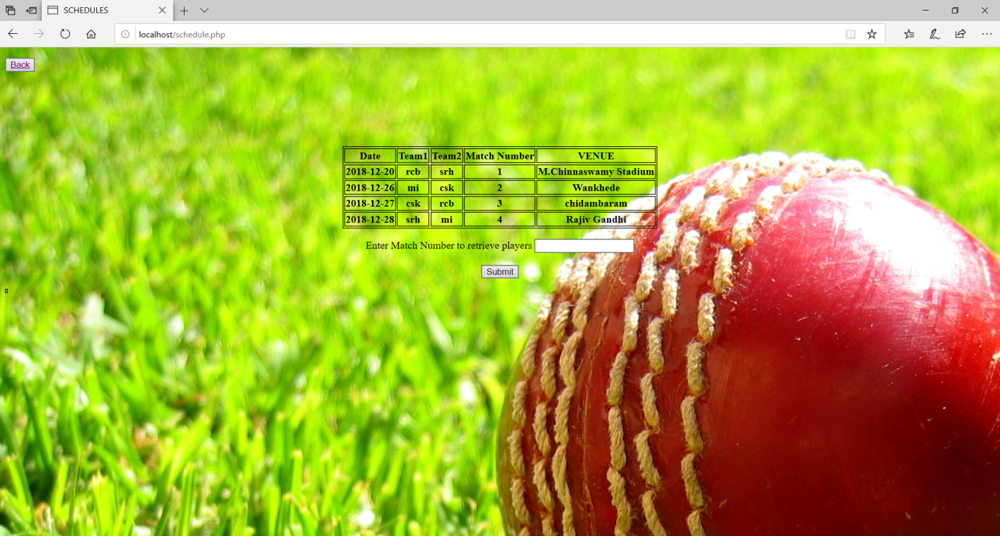 SCHEDULES
localhost/schedule.php
Back
Date Team1 Team2 Match Number VENUE
2018-12-20 rcb srh 1 M.Chinnaswamy Stadium
2018-12-26 mi csk 2 Wankhede
2018-12-27 csk rcb 3 chidambaram
2018-12-28 srh mi 4 Rajiv Gandhi
Enter Match Number to retrieve players
Submit